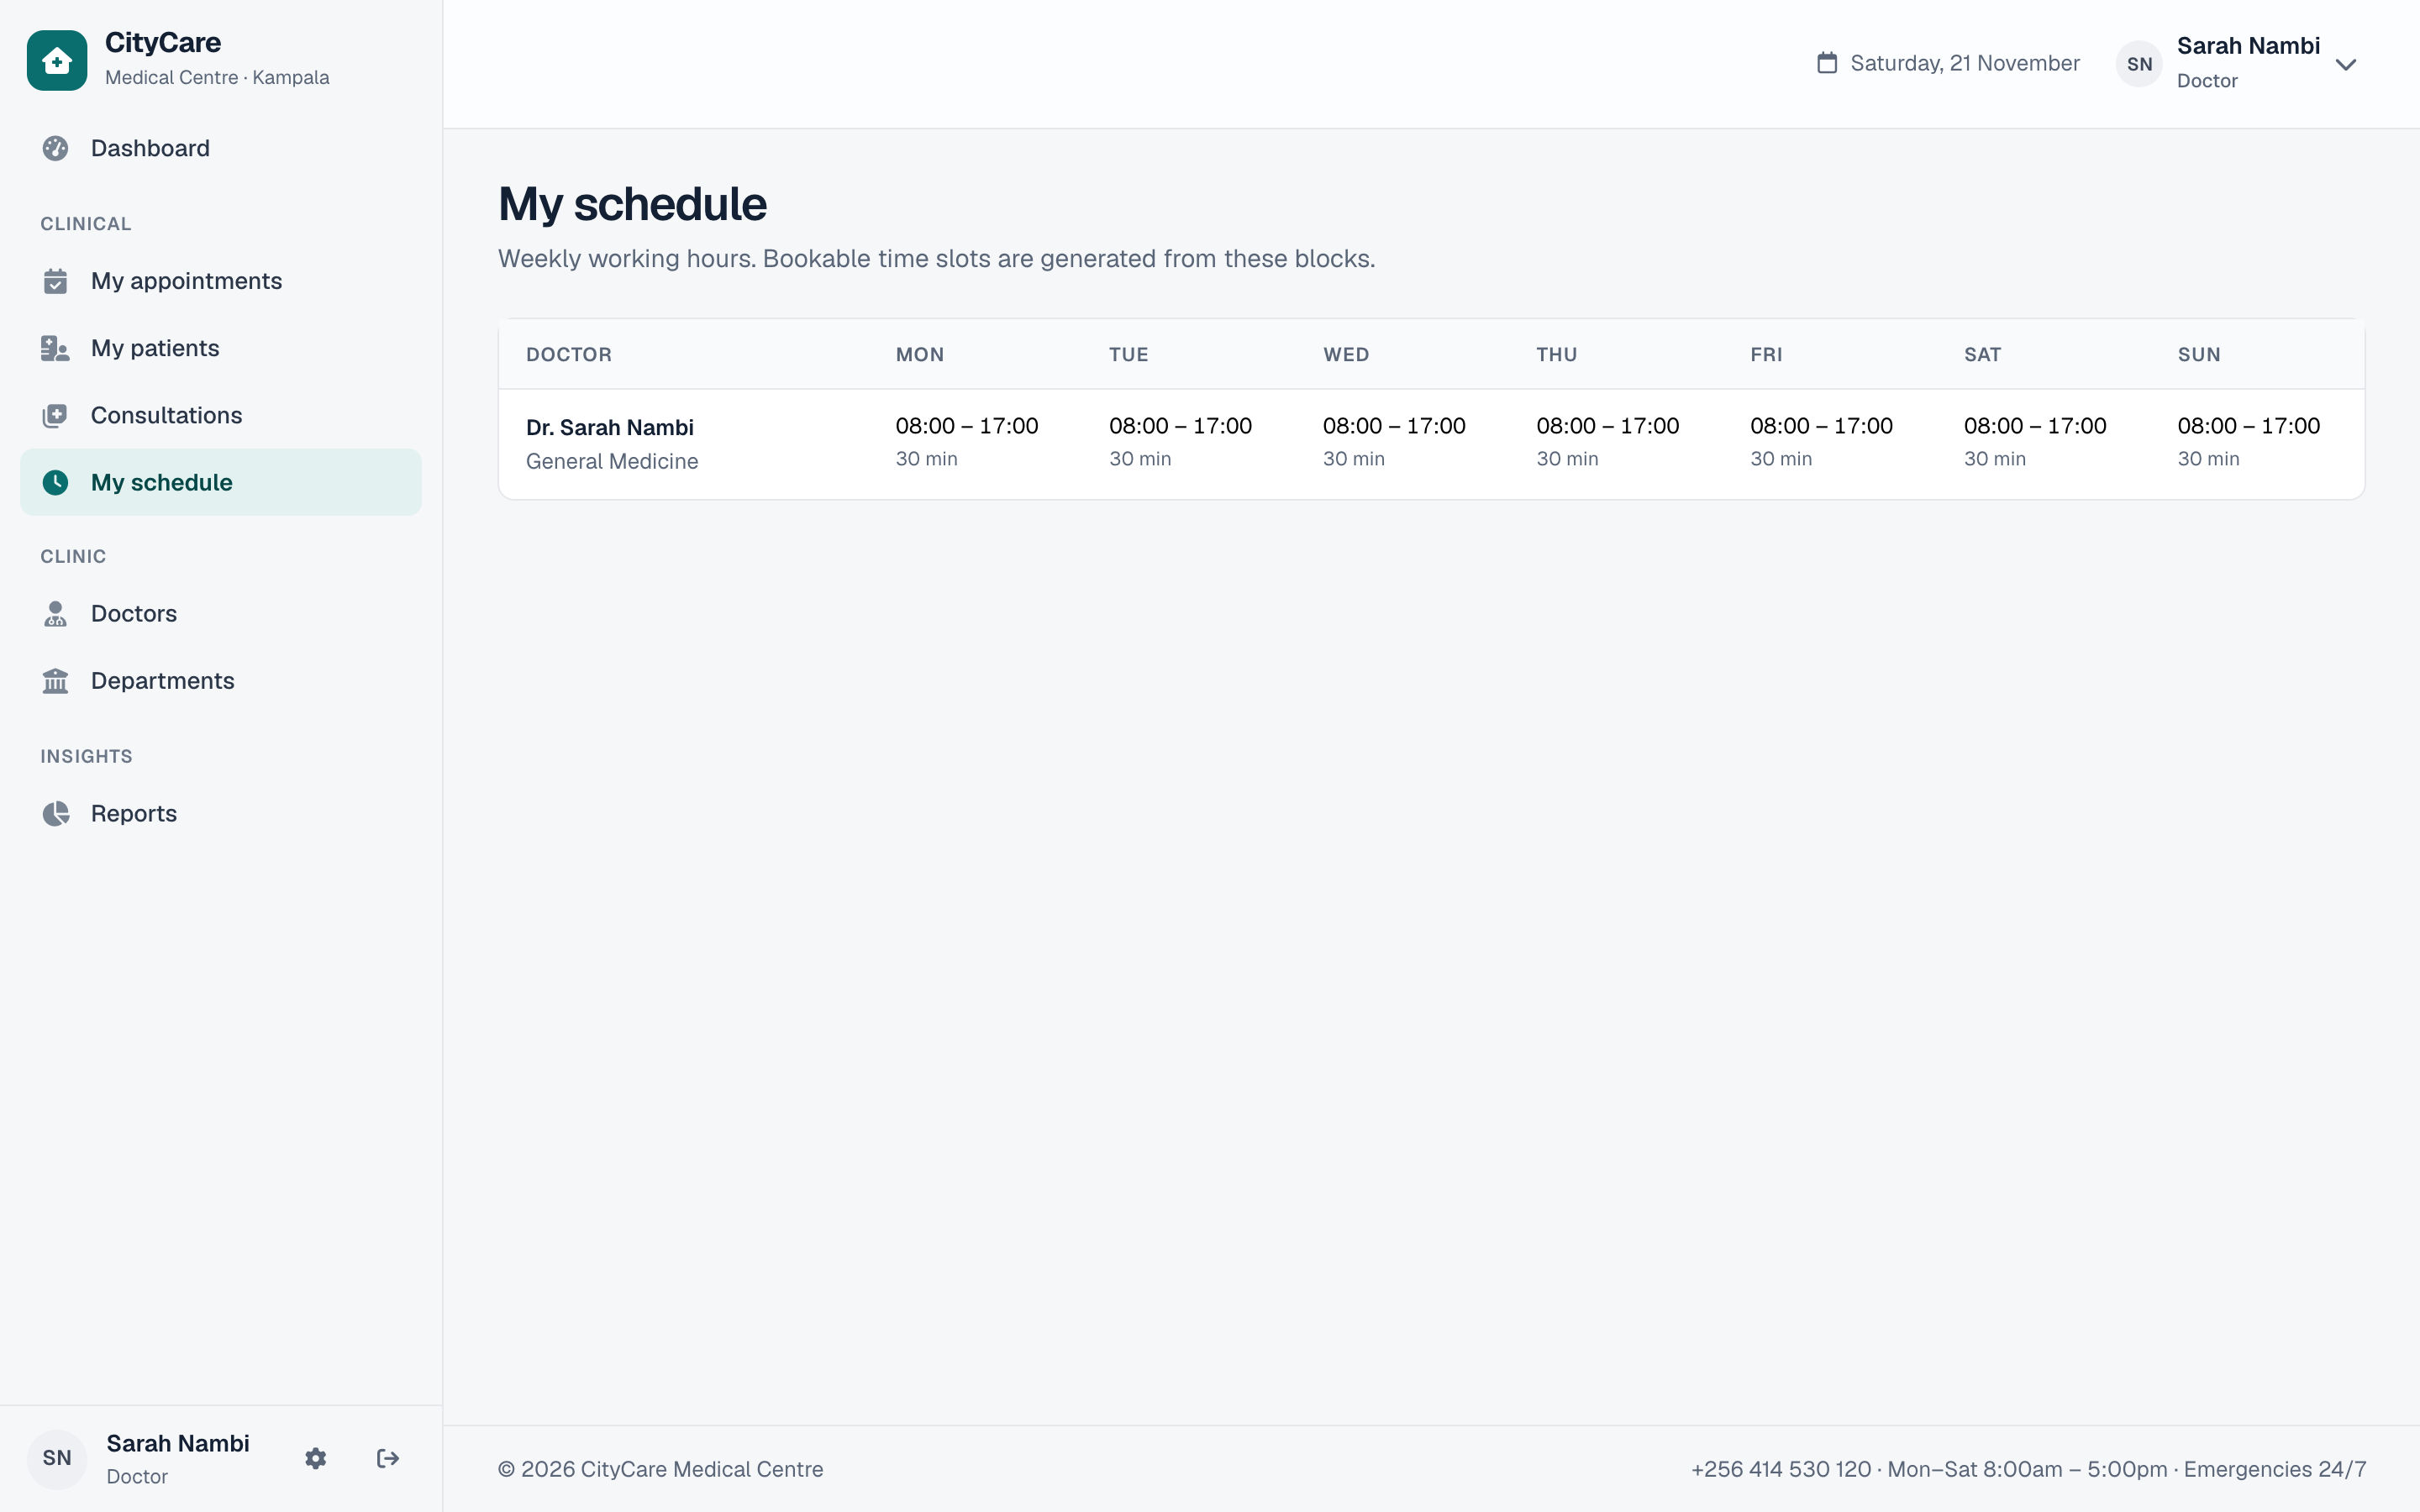 CityCare
Medical Centre · Kampala
Dashboard
CLINICAL
My appointments
My patients
Consultations
My schedule
CLINIC
Doctors
Departments
INSIGHTS
Reports
SN
Sarah Nambi
Doctor
Saturday, 21 November
SN
Sarah Nambi
Doctor
My schedule
Weekly working hours. Bookable time slots are generated from these blocks.
DOCTOR MON TUE WED THU FRI SAT SUN
Dr. Sarah Nambi 08:00 – 17:00 08:00 – 17:00 08:00 – 17:00 08:00 – 17:00 08:00 – 17:00 08:00 – 17:00 08:00 – 17:00
General Medicine 30 min 30 min 30 min 30 min 30 min 30 min 30 min
© 2026 CityCare Medical Centre
+256 414 530 120 · Mon–Sat 8:00am – 5:00pm · Emergencies 24/7